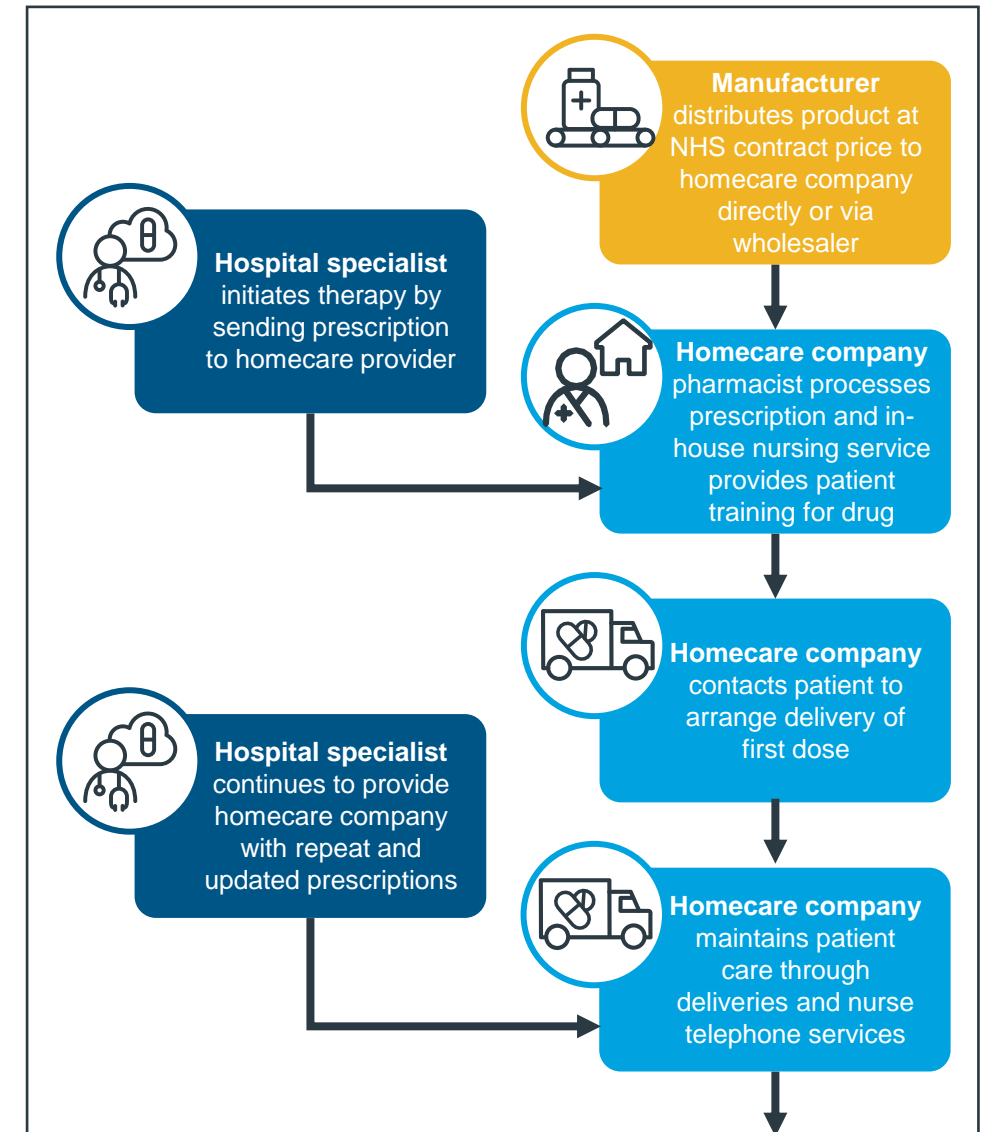 Manufacturer
distributes product at
NHS contract price to
homecare company
directly or via
wholesaler
Hospital specialist
initiates therapy by
sending prescription
to homecare provider
Homecare company
pharmacist processes
prescription and in-
house nursing service
provides patient
training for drug
Homecare company
contacts patient to
arrange delivery of
first dose
Hospital specialist
continues to provide
homecare company
with repeat and
updated prescriptions
Homecare company
maintains patient
care through
deliveries and nurse
telephone services